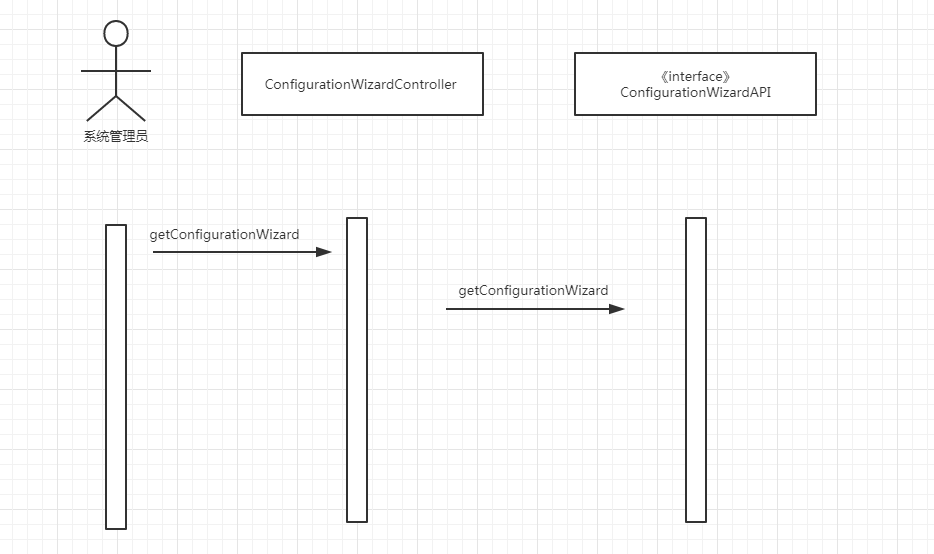 ConfigurationWizardController
《interface》
ConfigurationWizardAPI
系统管理员
getConfigurationWizard
getConfigurationWizard